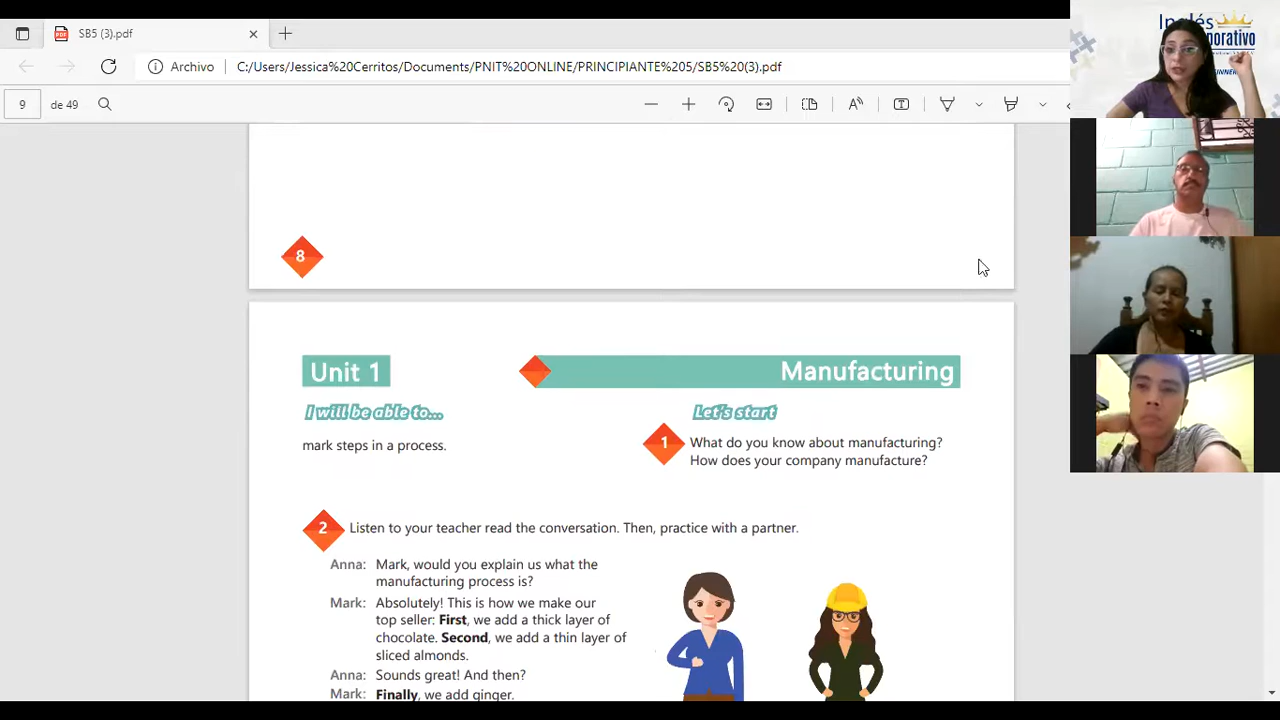 SB5 (3).pdf
Archivo
C:/Users/Jessica%20Cerritos/Documents/PNIT%20ONLINE/PRINCIPIANTE%205/SB5%20(3).pdf
9
de 49
Inglés
porativo
8
Unit 1
Manufacturing
I will be able to...
Let's start
mark steps in a process.
1
What do you know about manufacturing?
How does your company manufacture?
2
Listen to your teacher read the conversation. Then, practice with a partner.
Anna: Mark, would you explain us what the
manufacturing process is?
Mark: Absolutely! This is how we make our
top seller: First, we add a thick layer of
chocolate. Second, we add a thin layer of
sliced almonds.
Anna: Sounds great! And then?
Mark: Finally, we add ginger.